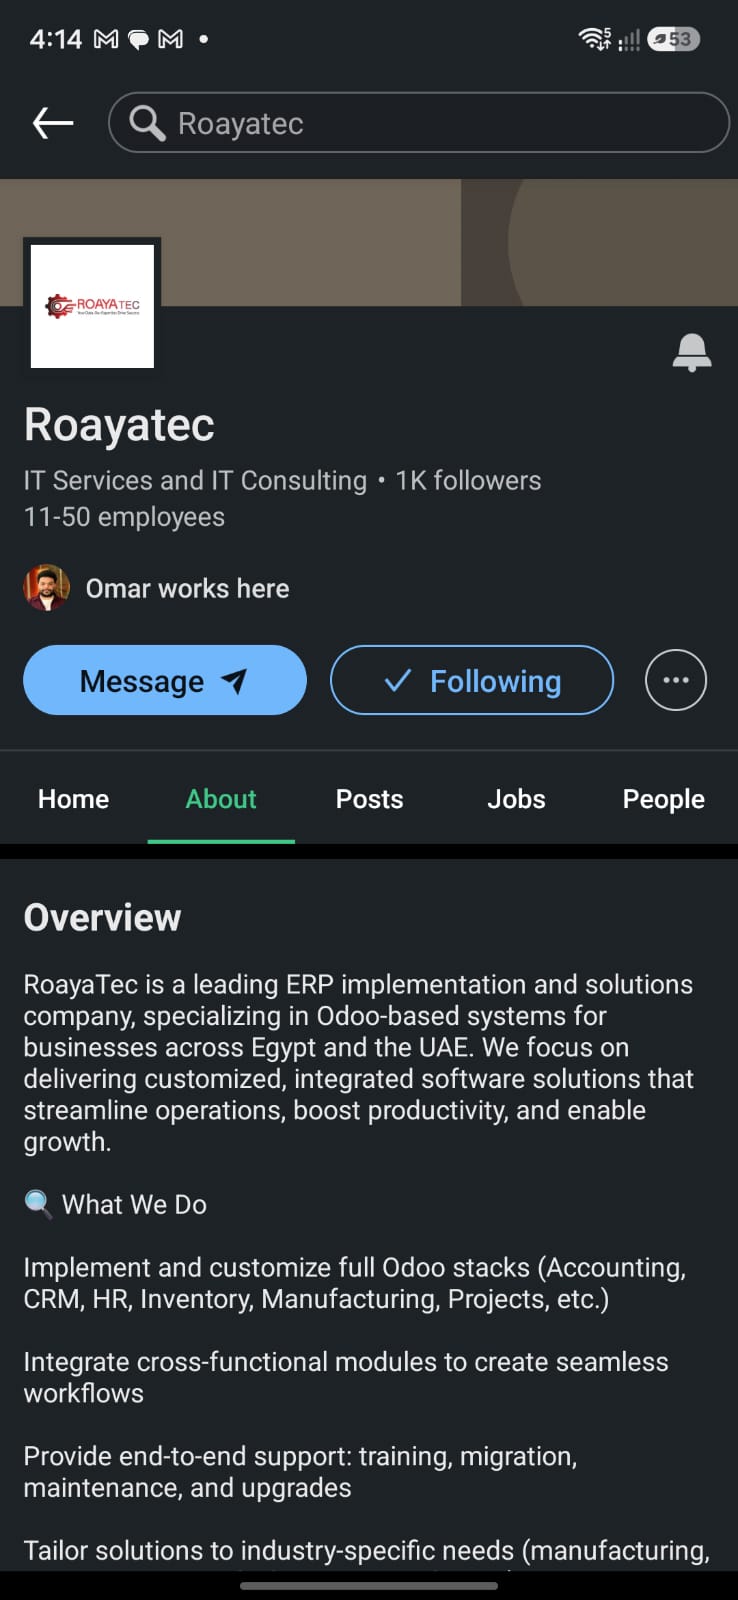 4:14
53
Roayatec
ROAYATEC
Roayatec
IT Services and IT Consulting • 1K followers
11-50 employees
Omar works here
Message
Following
Home About Posts Jobs People
Overview
RoayaTec is a leading ERP implementation and solutions
company, specializing in Odoo-based systems for
businesses across Egypt and the UAE. We focus on
delivering customized, integrated software solutions that
streamline operations, boost productivity, and enable
growth.
🔍 What We Do
Implement and customize full Odoo stacks (Accounting,
CRM, HR, Inventory, Manufacturing, Projects, etc.)
Integrate cross-functional modules to create seamless
workflows
Provide end-to-end support: training, migration,
maintenance, and upgrades
Tailor solutions to industry-specific needs (manufacturing,